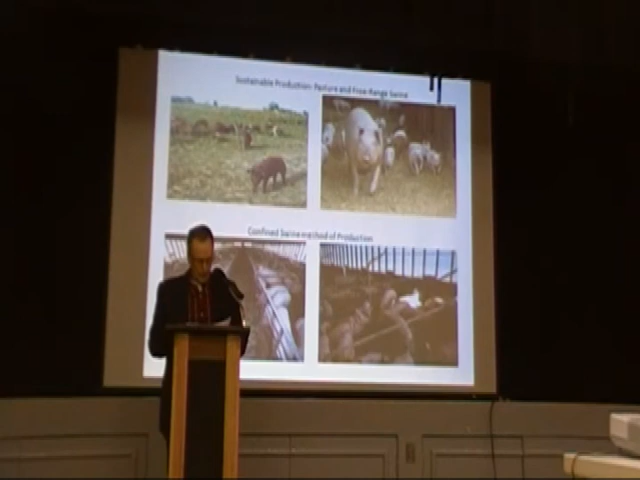 Sustainable Production: Pasture and Free-Range Swine
Confined Swine method of Production